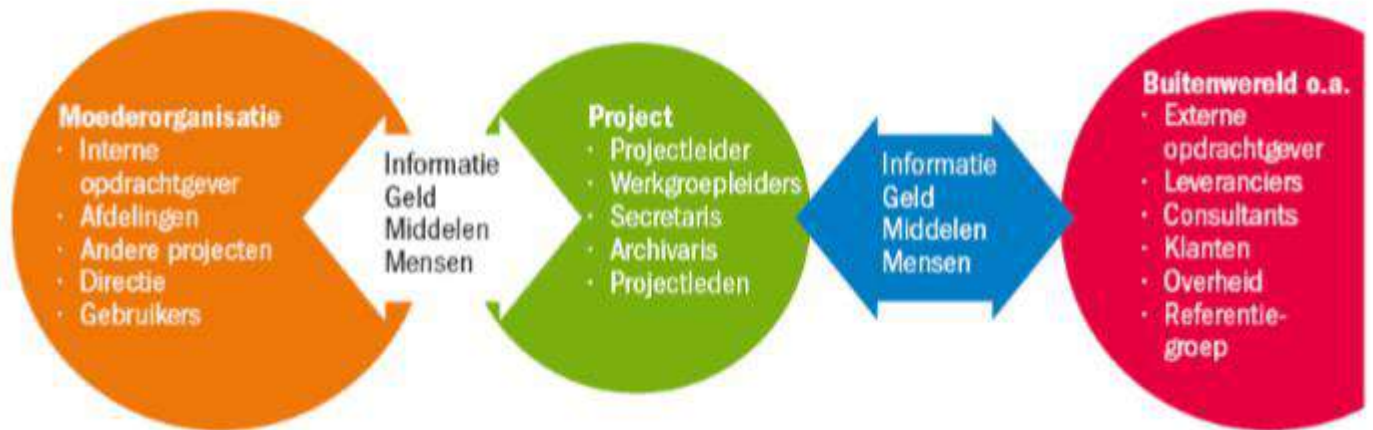 Moederorganisatie
· Interne
opdrachtgever
· Afdelingen
· Andere projecten
· Directie
· Gebruikers
Informatie
Geld
Middelen
Mensen
Project
· Projectleider
· Werkgroepleiders
· Secretaris
· Archivaris
· Projectleden
Informatie
Geld
Middelen
Mensen
Buitenwereld o.a.
· Externe
opdrachtgever
· Leveranciers
· Consultants
· Klanten
· Overheid
· Referentie-
groep